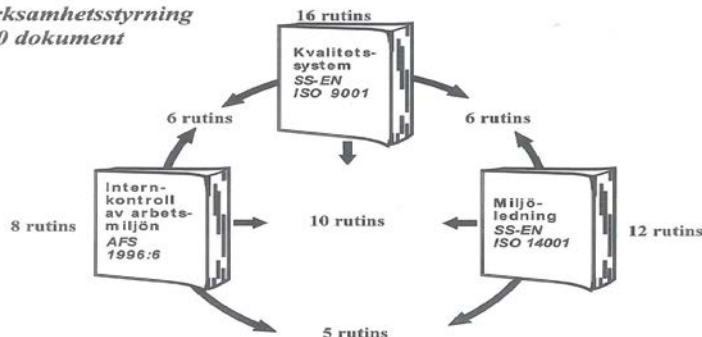 rksamhetsstyrning
0 dokument
16 rutins
Kvalitets-
system
SS-EN
ISO 9001
6 rutins
6 rutins
Intern-
kontroll
av arbets-
miljön
AFS
1996:6
8 rutins
10 rutins
Miljö-
ledning
SS-EN
ISO 14001
12 rutins
5 rutins